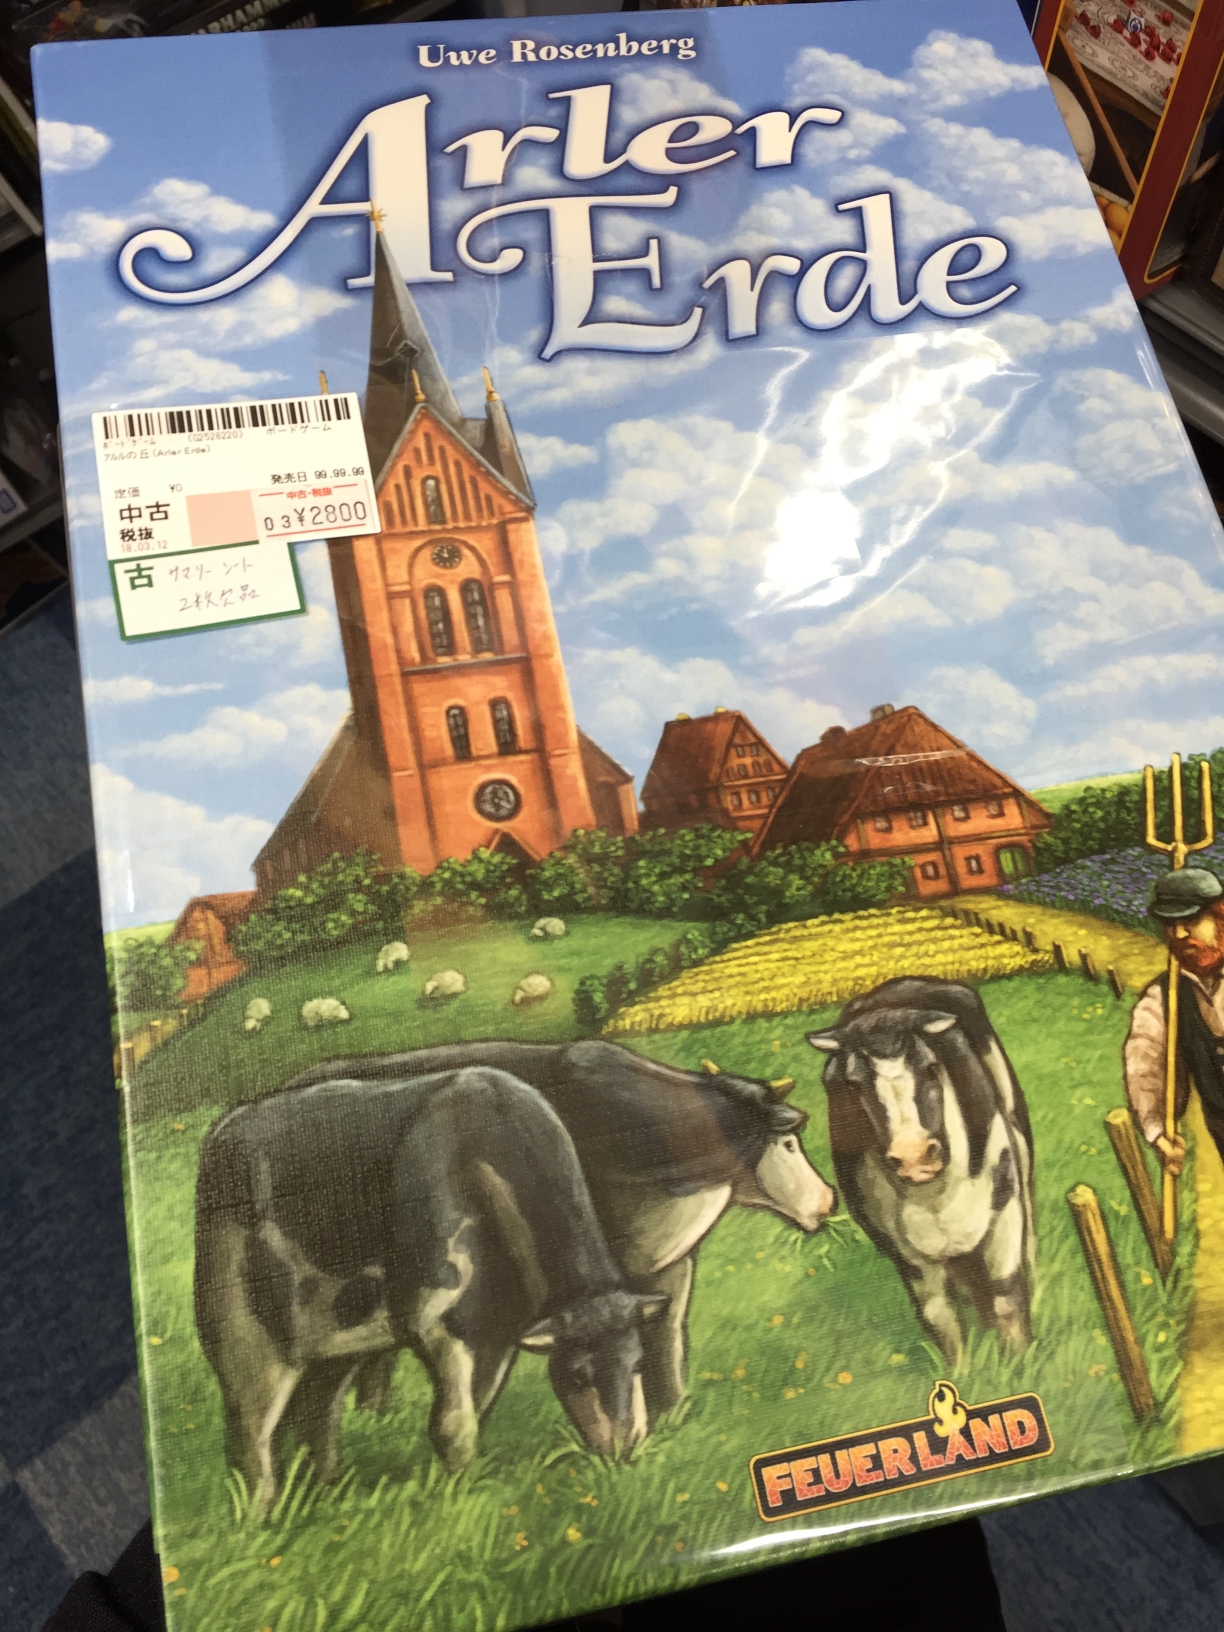 Uwe Rosenberg
Arler
Erde
ﾎﾞｰﾄﾞｹﾞｰﾑ (02526220) ボードゲーム
アルルの丘 (Arler Erde)
発売日 99.99.99
定価 ¥0
中古・税抜
中古
03¥2800
税抜
18.03.12
古 サマリー シート
2枚欠品
FEUERLAND